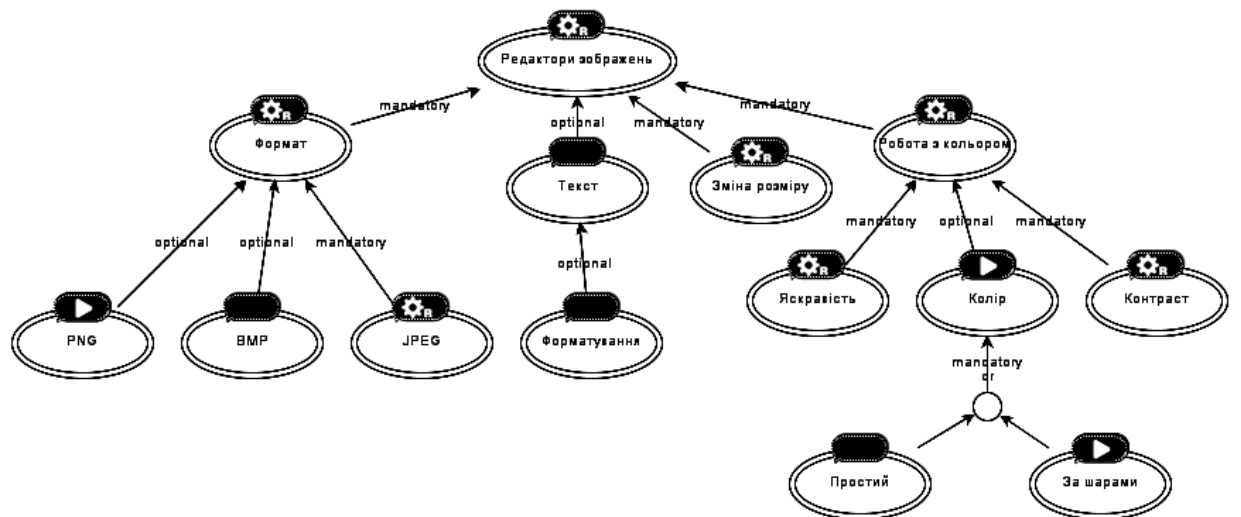 Редактори зображень
mandatory
optional
mandatory
mandatory
Формат
Текст
Зміна розміру
Робота з кольором
optional
optional
mandatory
optional
mandatory
optional
mandatory
PNG
BMP
JPEG
Форматування
Яскравість
Колір
Контраст
mandatory
or
Простий
За шарами
R
R
R
R
R
R
R